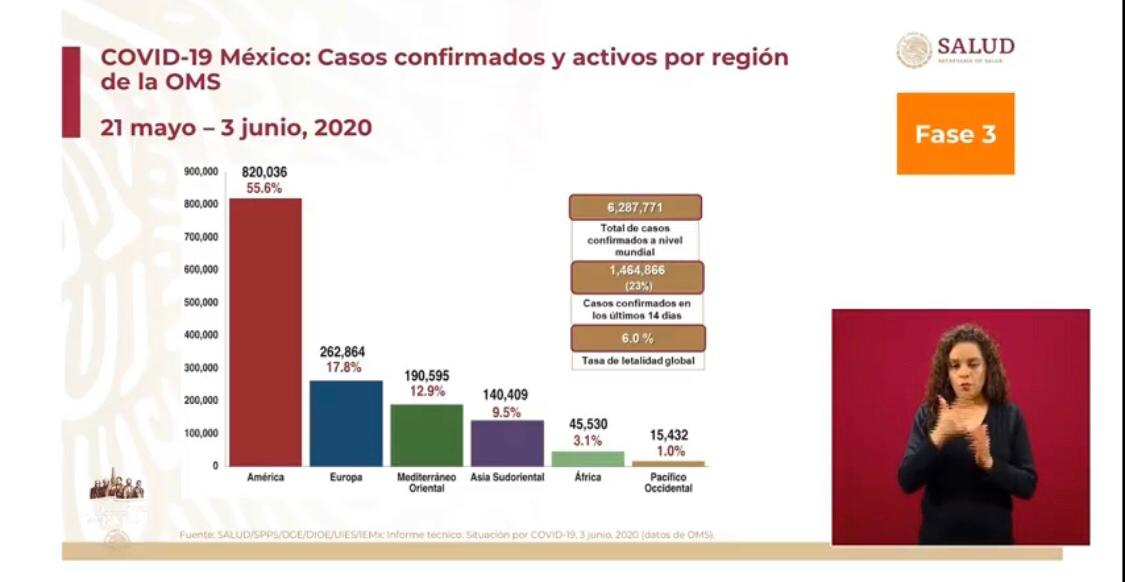 COVID-19 México: Casos confirmados y activos por región
de la OMS
21 mayo – 3 junio, 2020
SALUD
SECRETARÍA DE SALUD
Fase 3
900,000
800,000
700,000
600,000
500,000
400,000
300,000
200,000
100,000
0
820,036
55.6%
262,864
17.8%
190,595
12.9%
140,409
9.5%
45,530
3.1%
15,432
1.0%
América
Europa
Mediterráneo
Oriental
Asia Sudoriental
África
Pacífico
Occidental
6,287,771
Total de casos
confirmados a nivel
mundial
1,464,866
(23%)
Casos confirmados en
los últimos 14 días
6.0 %
Tasa de letalidad global
Fuente: SALUD/SPPS/DGE/DIOE/UIES/IEMx: Informe técnico: Situación por COVID-19, 3 junio, 2020 (datos de OMS).